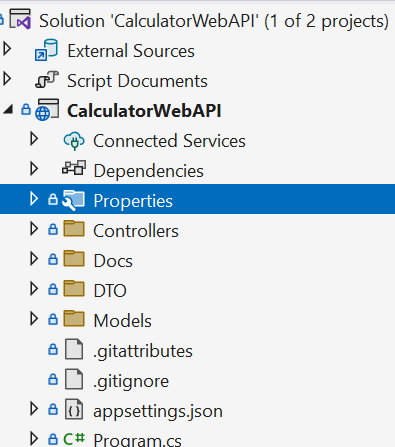 Solution 'CalculatorWebAPI' (1 of 2 projects)
External Sources
Script Documents
CalculatorWebAPI
Connected Services
Dependencies
Properties
Controllers
Docs
DTO
Models
.gitattributes
.gitignore
appsettings.json
C# Program.cs